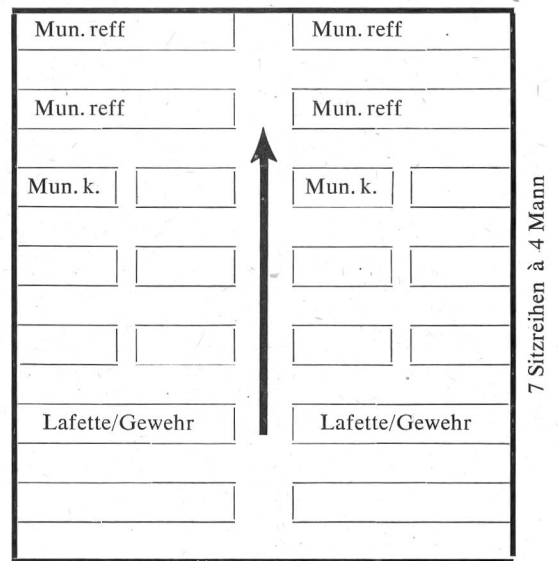 Mun. reff Mun. reff
Mun. reff Mun. reff
Mun. k. Mun. k.
Lafette/Gewehr Lafette/Gewehr
7 Sitzreihen à 4 Mann